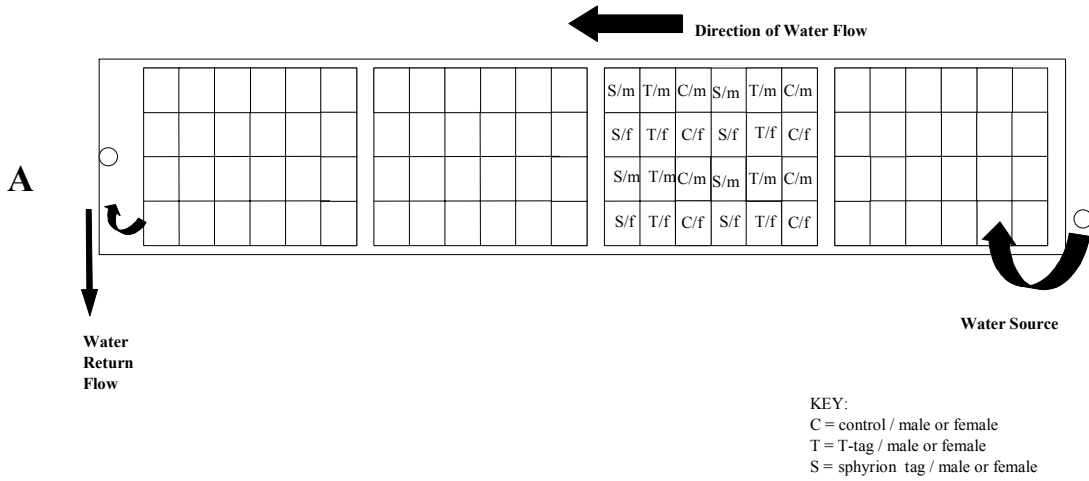 Direction of Water Flow
S/m T/m C/m S/m T/m C/m
S/f T/f C/f S/f T/f C/f
A
S/m T/m C/m S/m T/m C/m
S/f T/f C/f S/f T/f C/f
Water Source
Water
Return
Flow
KEY:
C = control / male or female
T = T-tag / male or female
S = sphyrion tag / male or female